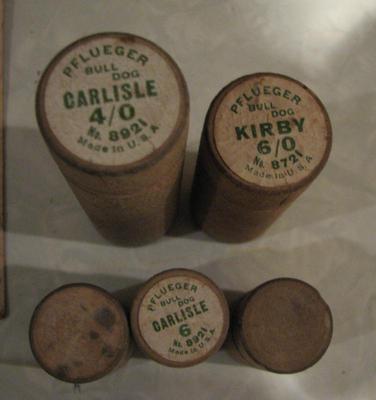 PFLUEGER
BULL
DOG
CARLISLE
4/0
No. 8921
Made in U.S.A
PFLUEGER
BULL
DOG
KIRBY
6/0
No. 8721
Made in U.S.A.
PFLUEGER
BULL
DOG
CARLISLE
6
No. 8921
Made in U.S.A